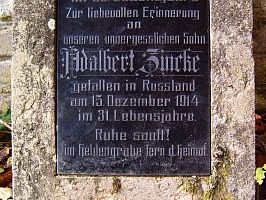 Zur liebevollen Erinnerung
an
unseren unvergesslichen Sohn
Adalbert Zincke
gefallen in Russland
am 13. Dezember 1914
im 31. Lebensjahre.
Ruhe sanft!
im Heldengrabe fern d. Heimat